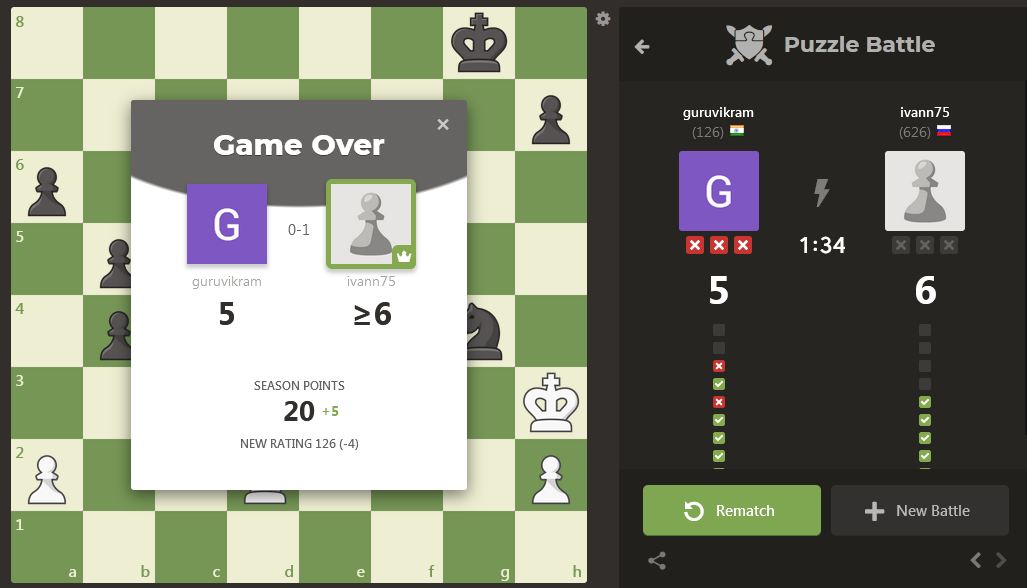 8
7
6
5
4
3
2
1
a b c d e f g h
Game Over
×
G
0-1
guruvikram
ivann75
5
≥6
SEASON POINTS
20 +5
NEW RATING 126 (-4)
Puzzle Battle
guruvikram
(126)
ivann75
(626)
G
1:34
5
6
Rematch
New Battle